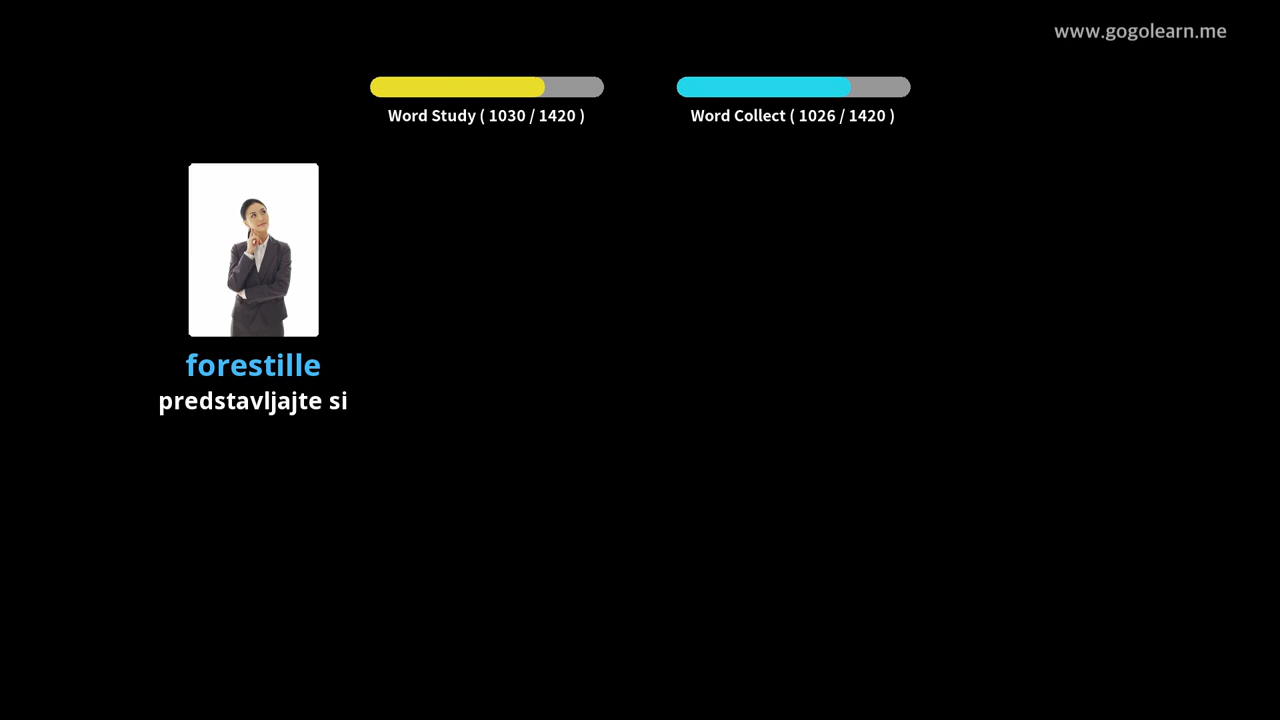 www.gogolearn.me
Word Study ( 1030 / 1420 )
Word Collect ( 1026 / 1420 )
forestille
predstavljajte si